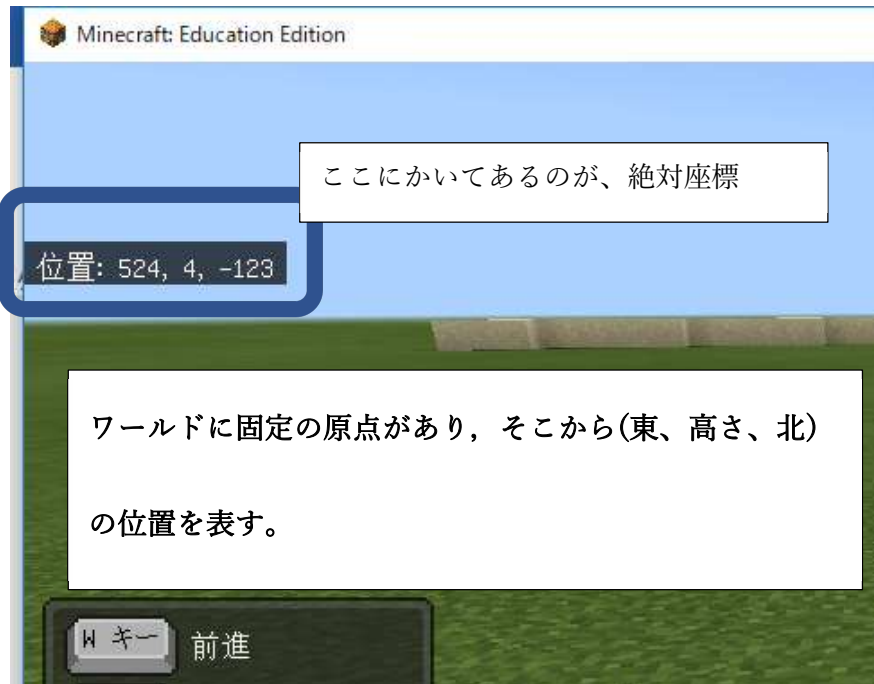 Minecraft: Education Edition
ここにかいてあるのが、絶対座標
位置: 524, 4, -123
ワールドに固定の原点があり，そこから(東、高さ、北)
の位置を表す。
W キー 前進